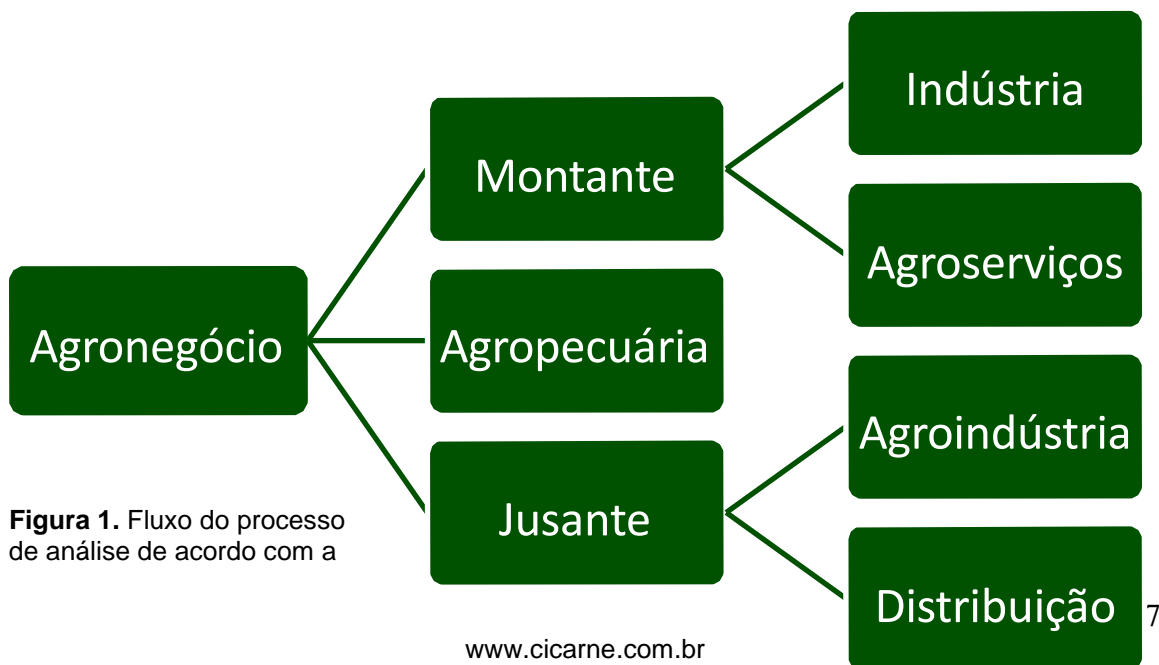 Agronegócio
Montante
Agropecuária
Jusante
Indústria
Agroserviços
Agroindústria
Distribuição
Figura 1. Fluxo do processo
de análise de acordo com a
www.cicarne.com.br
7